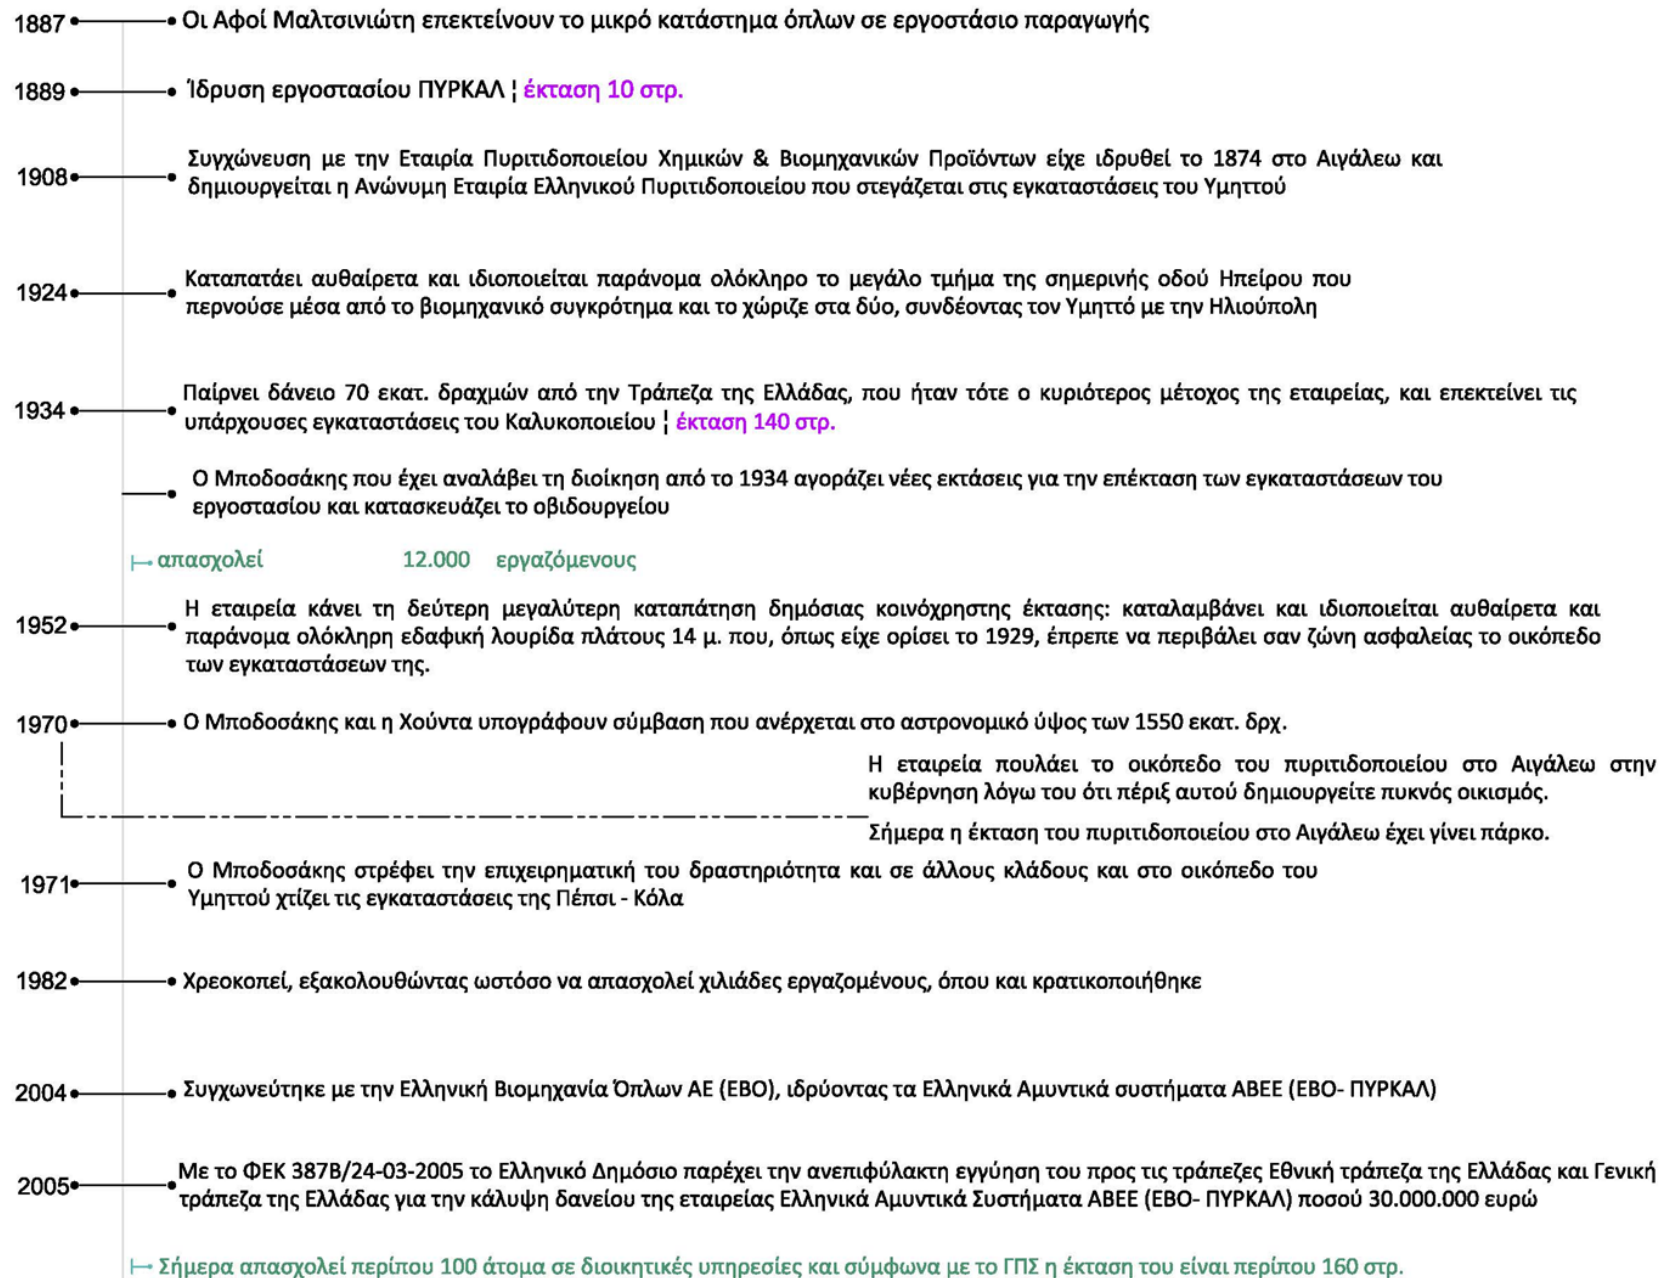 1887 Οι Αφοί Μαλτσινιώτη επεκτείνουν το μικρό κατάστημα όπλων σε εργοστάσιο παραγωγής
1889 Ίδρυση εργοστασίου ΠΥΡΚΑΛ ¦ έκταση 10 στρ.
1908
Συγχώνευση με την Εταιρία Πυριτιδοποιείου Χημικών & Βιομηχανικών Προϊόντων είχε ιδρυθεί το 1874 στο Αιγάλεω και
δημιουργείται η Ανώνυμη Εταιρία Ελληνικού Πυριτιδοποιείου που στεγάζεται στις εγκαταστάσεις του Υμηττού
1924
Καταπατάει αυθαίρετα και ιδιοποιείται παράνομα ολόκληρο το μεγάλο τμήμα της σημερινής οδού Ηπείρου που
περνούσε μέσα από το βιομηχανικό συγκρότημα και το χώριζε στα δύο, συνδέοντας τον Υμηττό με την Ηλιούπολη
1934
Παίρνει δάνειο 70 εκατ. δραχμών από την Τράπεζα της Ελλάδας, που ήταν τότε ο κυριότερος μέτοχος της εταιρείας, και επεκτείνει τις
υπάρχουσες εγκαταστάσεις του Καλυκοποιείου ¦ έκταση 140 στρ.
Ο Μποδοσάκης που έχει αναλάβει τη διοίκηση από το 1934 αγοράζει νέες εκτάσεις για την επέκταση των εγκαταστάσεων του
εργοστασίου και κατασκευάζει το οβιδουργείο
απασχολεί 12.000 εργαζόμενους
1952
Η εταιρεία κάνει τη δεύτερη μεγαλύτερη καταπάτηση δημόσιας κοινόχρηστης έκτασης: καταλαμβάνει και ιδιοποιείται αυθαίρετα και
παράνομα ολόκληρη εδαφική λουρίδα πλάτους 14 μ. που, όπως είχε ορίσει το 1929, έπρεπε να περιβάλει σαν ζώνη ασφαλείας το οικόπεδο
των εγκαταστάσεων της.
1970 Ο Μποδοσάκης και η Χούντα υπογράφουν σύμβαση που ανέρχεται στο αστρονομικό ύψος των 1550 εκατ. δρχ.
Η εταιρεία πουλάει το οικόπεδο του πυριτιδοποιείου στο Αιγάλεω στην
κυβέρνηση λόγω του ότι πέριξ αυτού δημιουργείτε πυκνός οικισμός.
Σήμερα η έκταση του πυριτιδοποιείου στο Αιγάλεω έχει γίνει πάρκο.
1971
Ο Μποδοσάκης στρέφει την επιχειρηματική του δραστηριότητα και σε άλλους κλάδους και στο οικόπεδο του
Υμηττού χτίζει τις εγκαταστάσεις της Πέπσι - Κόλα
1982 Χρεοκοπεί, εξακολουθώντας ωστόσο να απασχολεί χιλιάδες εργαζομένους, όπου και κρατικοποιήθηκε
2004 Συγχωνεύτηκε με την Ελληνική Βιομηχανία Όπλων ΑΕ (ΕΒΟ), ιδρύοντας τα Ελληνικά Αμυντικά συστήματα ΑΒΕΕ (ΕΒΟ- ΠΥΡΚΑΛ)
2005
Με το ΦΕΚ 387Β/24-03-2005 το Ελληνικό Δημόσιο παρέχει την ανεπιφύλακτη εγγύηση του προς τις τράπεζες Εθνική τράπεζα της Ελλάδας και Γενική
τράπεζα της Ελλάδας για την κάλυψη δανείου της εταιρείας Ελληνικά Αμυντικά Συστήματα ΑΒΕΕ (ΕΒΟ- ΠΥΡΚΑΛ) ποσού 30.000.000 ευρώ
Σήμερα απασχολεί περίπου 100 άτομα σε διοικητικές υπηρεσίες και σύμφωνα με το ΓΠΣ η έκταση του είναι περίπου 160 στρ.